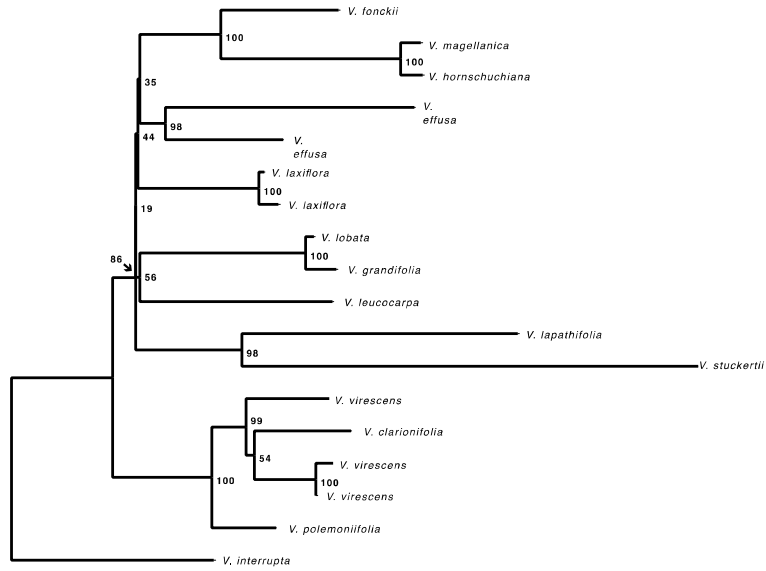 V. fonckii
100
V. magellanica
100
V. hornschuchiana
35
V.
effusa
98
44
V.
effusa
V. laxiflora
100
V. laxiflora
19
V. lobata
100
86
V. grandifolia
56
V. leucocarpa
V. lapathifolia
98
V. stuckertii
V. virescens
99
V. clarionifolia
54
V. virescens
100
100
V. virescens
V. polemoniifolia
V. interrupta